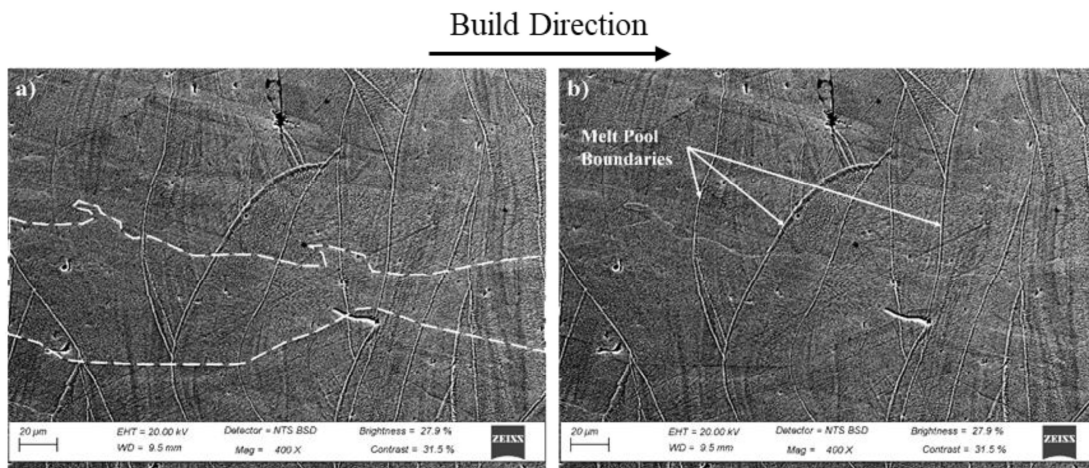 Build Direction
a)
b)
Melt Pool
Boundaries
20 µm
EHT = 20.00 kV
WD = 9.5 mm
Detector = NTS BSD
Mag = 400 X
Brightness = 27.9 %
Contrast = 31.5 %
ZEISS
20 µm
EHT = 20.00 kV
WD = 9.5 mm
Detector = NTS BSD
Mag = 400 X
Brightness = 27.9 %
Contrast = 31.5 %
ZEISS